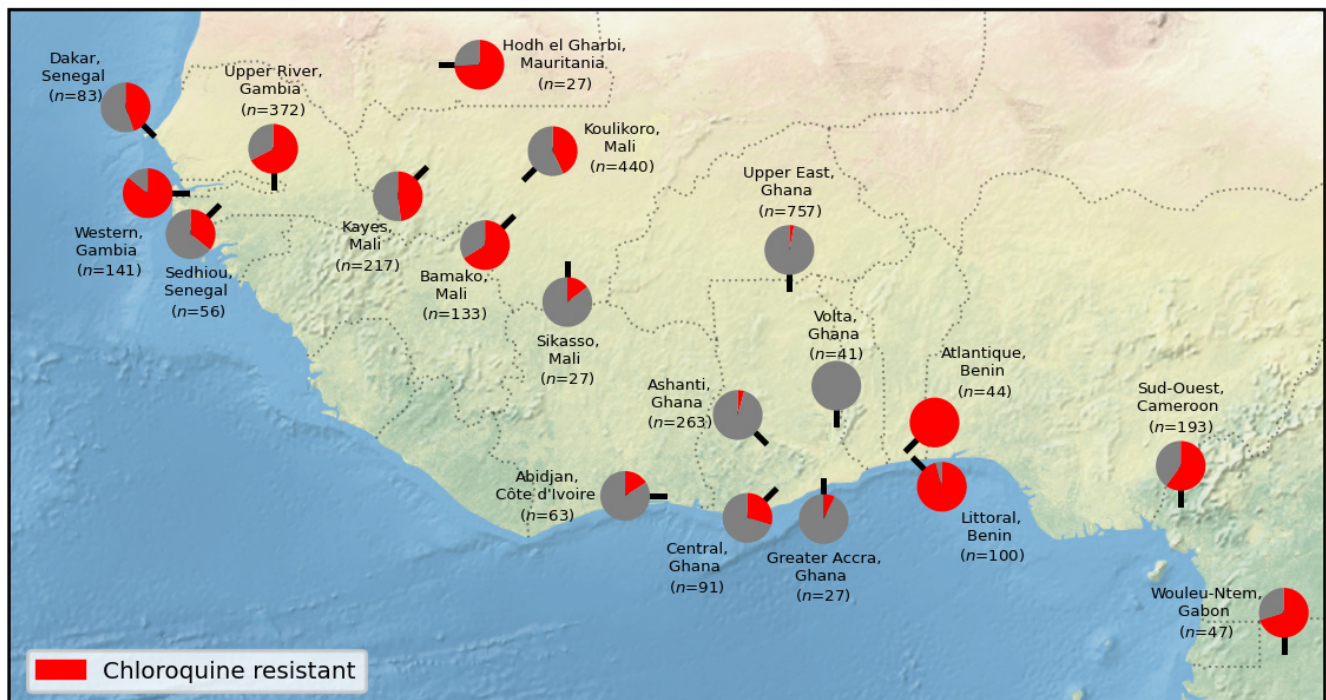 Dakar,
Senegal
(n=83)
Upper River,
Gambia
(n=372)
Hodh el Gharbi,
Mauritania
(n=27)
Koulikoro,
Mali
(n=440)
Upper East,
Ghana
(n=757)
Western,
Gambia
(n=141)
Sedhiou,
Senegal
(n=56)
Kayes,
Mali
(n=217)
Bamako,
Mali
(n=133)
Sikasso,
Mali
(n=27)
Volta,
Ghana
(n=41)
Atlantique,
Benin
(n=44)
Ashanti,
Ghana
(n=263)
Sud-Ouest,
Cameroon
(n=193)
Abidjan,
Côte d'Ivoire
(n=63)
Central,
Ghana
(n=91)
Greater Accra,
Ghana
(n=27)
Littoral,
Benin
(n=100)
Wouleu-Ntem,
Gabon
(n=47)
Chloroquine resistant